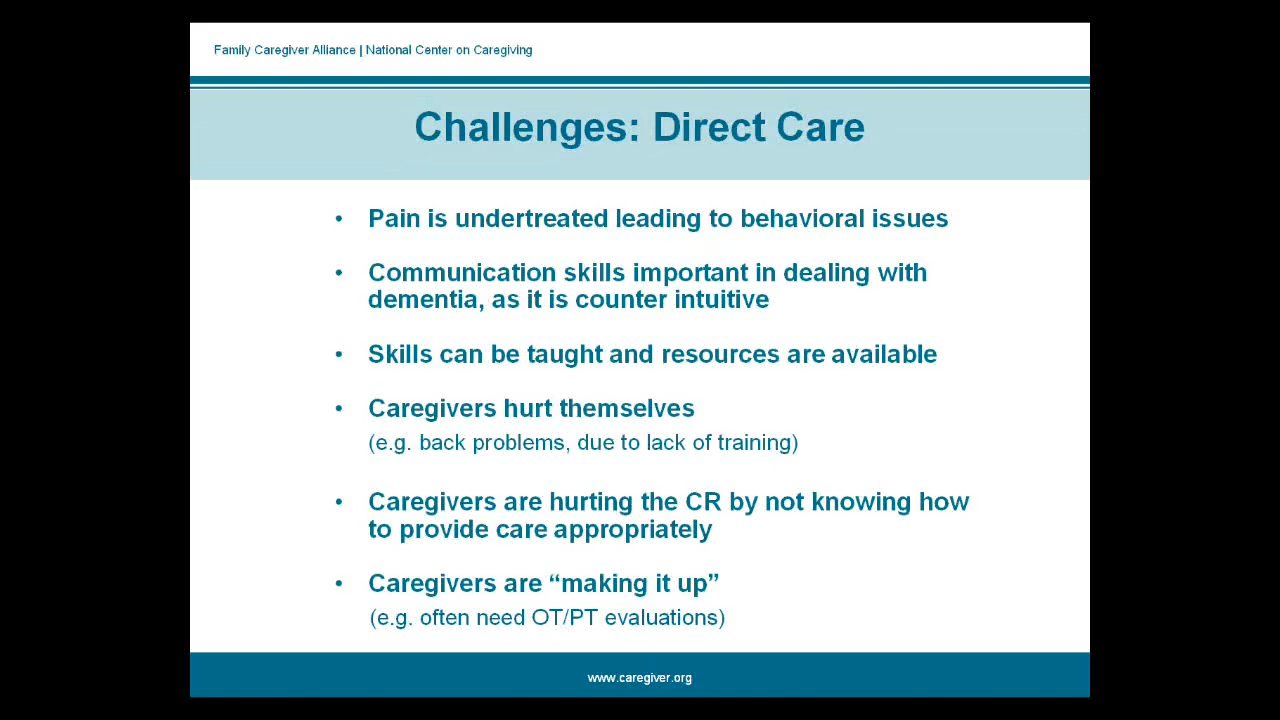 Family Caregiver Alliance | National Center on Caregiving
Challenges: Direct Care
• Pain is undertreated leading to behavioral issues
• Communication skills important in dealing with
dementia, as it is counter intuitive
• Skills can be taught and resources are available
• Caregivers hurt themselves
(e.g. back problems, due to lack of training)
• Caregivers are hurting the CR by not knowing how
to provide care appropriately
• Caregivers are “making it up”
(e.g. often need OT/PT evaluations)
www.caregiver.org